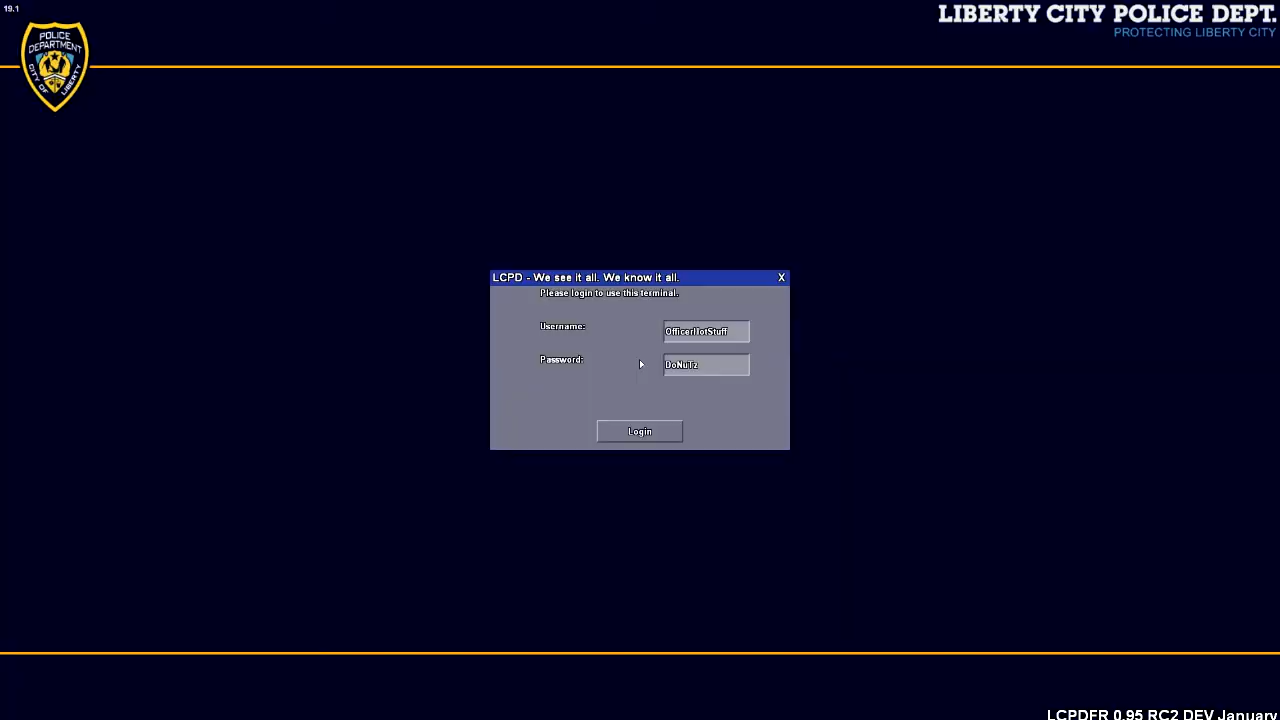 19.1
LIBERTY CITY POLICE DEPT.
PROTECTING LIBERTY CITY
POLICE
DEPARTMENT
CITY OF LIBERTY
LCPD - We see it all. We know it all. X
Please login to use this terminal.
Username: OfficerHotStuff
Password: DoNuTz
Login
LCPDFR 0.95 RC2 DEV January